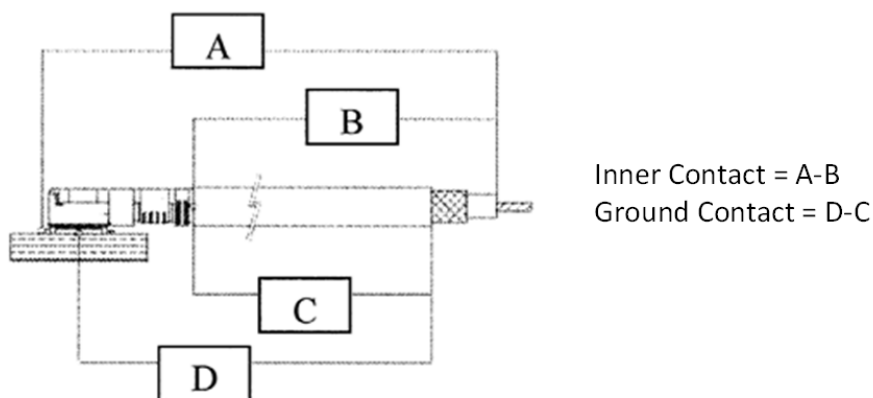 A
B
Inner Contact = A-B
Ground Contact = D-C
C
D